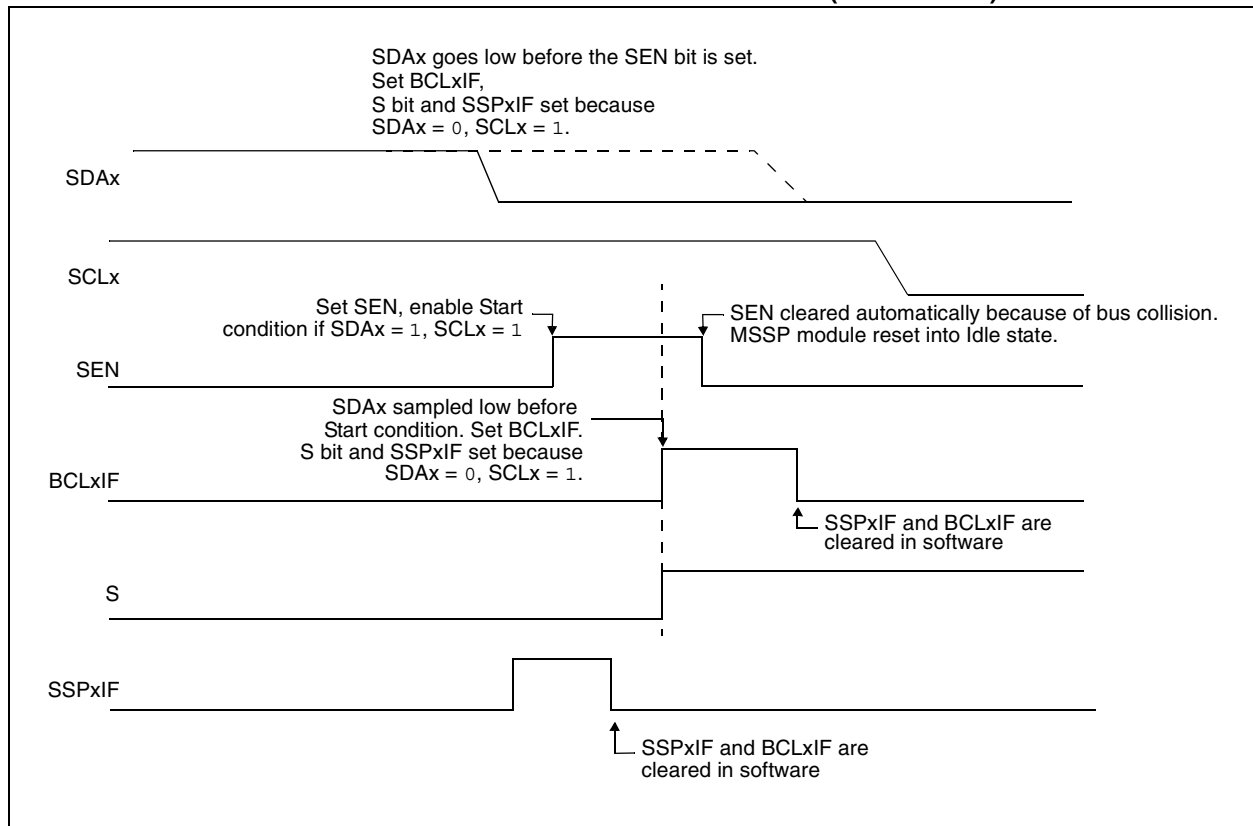 SDAx goes low before the SEN bit is set.
Set BCLxIF,
S bit and SSPxIF set because
SDAx = 0, SCLx = 1.
SDAx
SCLx
Set SEN, enable Start
condition if SDAx = 1, SCLx = 1
SEN cleared automatically because of bus collision.
MSSP module reset into Idle state.
SEN
SDAx sampled low before
Start condition. Set BCLxIF.
S bit and SSPxIF set because
SDAx = 0, SCLx = 1.
BCLxIF
SSPxIF and BCLxIF are
cleared in software
S
SSPxIF
SSPxIF and BCLxIF are
cleared in software